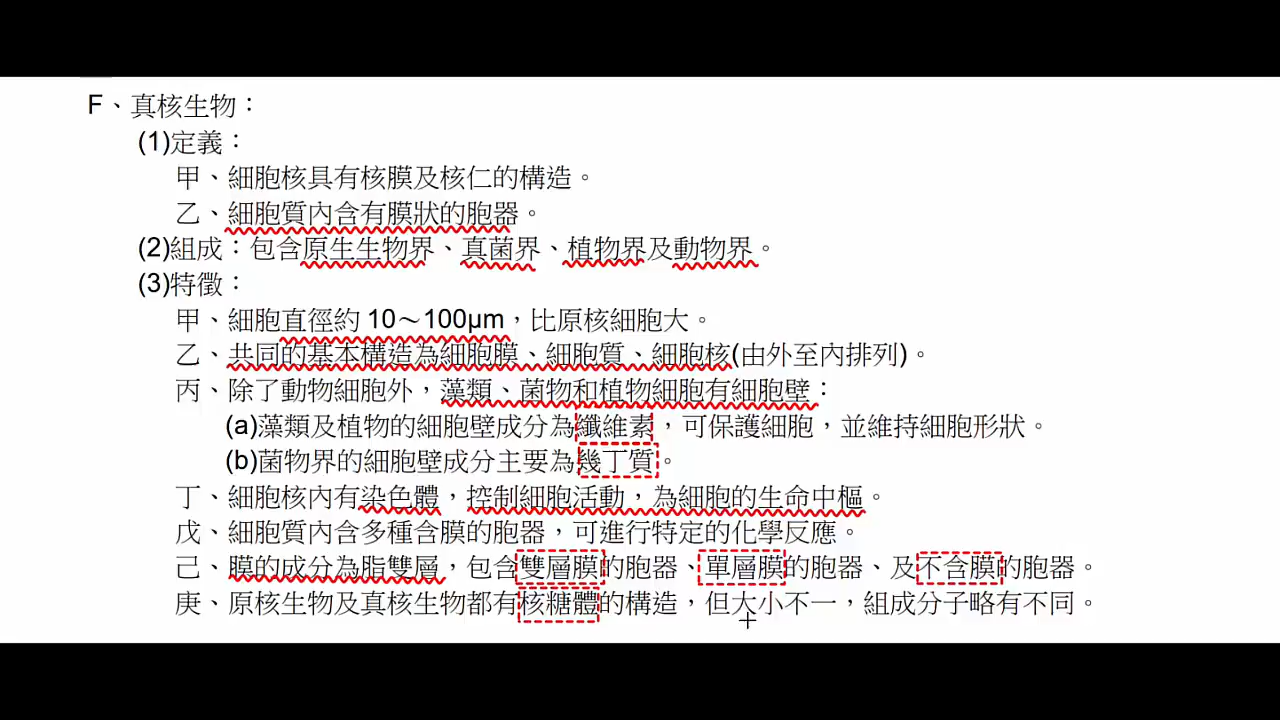 F、真核生物：
(1)定義：
甲、細胞核具有核膜及核仁的構造。
乙、細胞質內含有膜狀的胞器。
(2)組成：包含原生生物界、真菌界、植物界及動物界。
(3)特徵：
甲、細胞直徑約 10～100μm，比原核細胞大。
乙、共同的基本構造為細胞膜、細胞質、細胞核(由外至內排列)。
丙、除了動物細胞外，藻類、菌物和植物細胞有細胞壁：
(a)藻類及植物的細胞壁成分為纖維素，可保護細胞，並維持細胞形狀。
(b)菌物界的細胞壁成分主要為幾丁質。
丁、細胞核內有染色體，控制細胞活動，為細胞的生命中樞。
戊、細胞質內含多種含膜的胞器，可進行特定的化學反應。
己、膜的成分為脂雙層，包含雙層膜的胞器、單層膜的胞器、及不含膜的胞器。
庚、原核生物及真核生物都有核糖體的構造，但大小不一，組成分子略有不同。